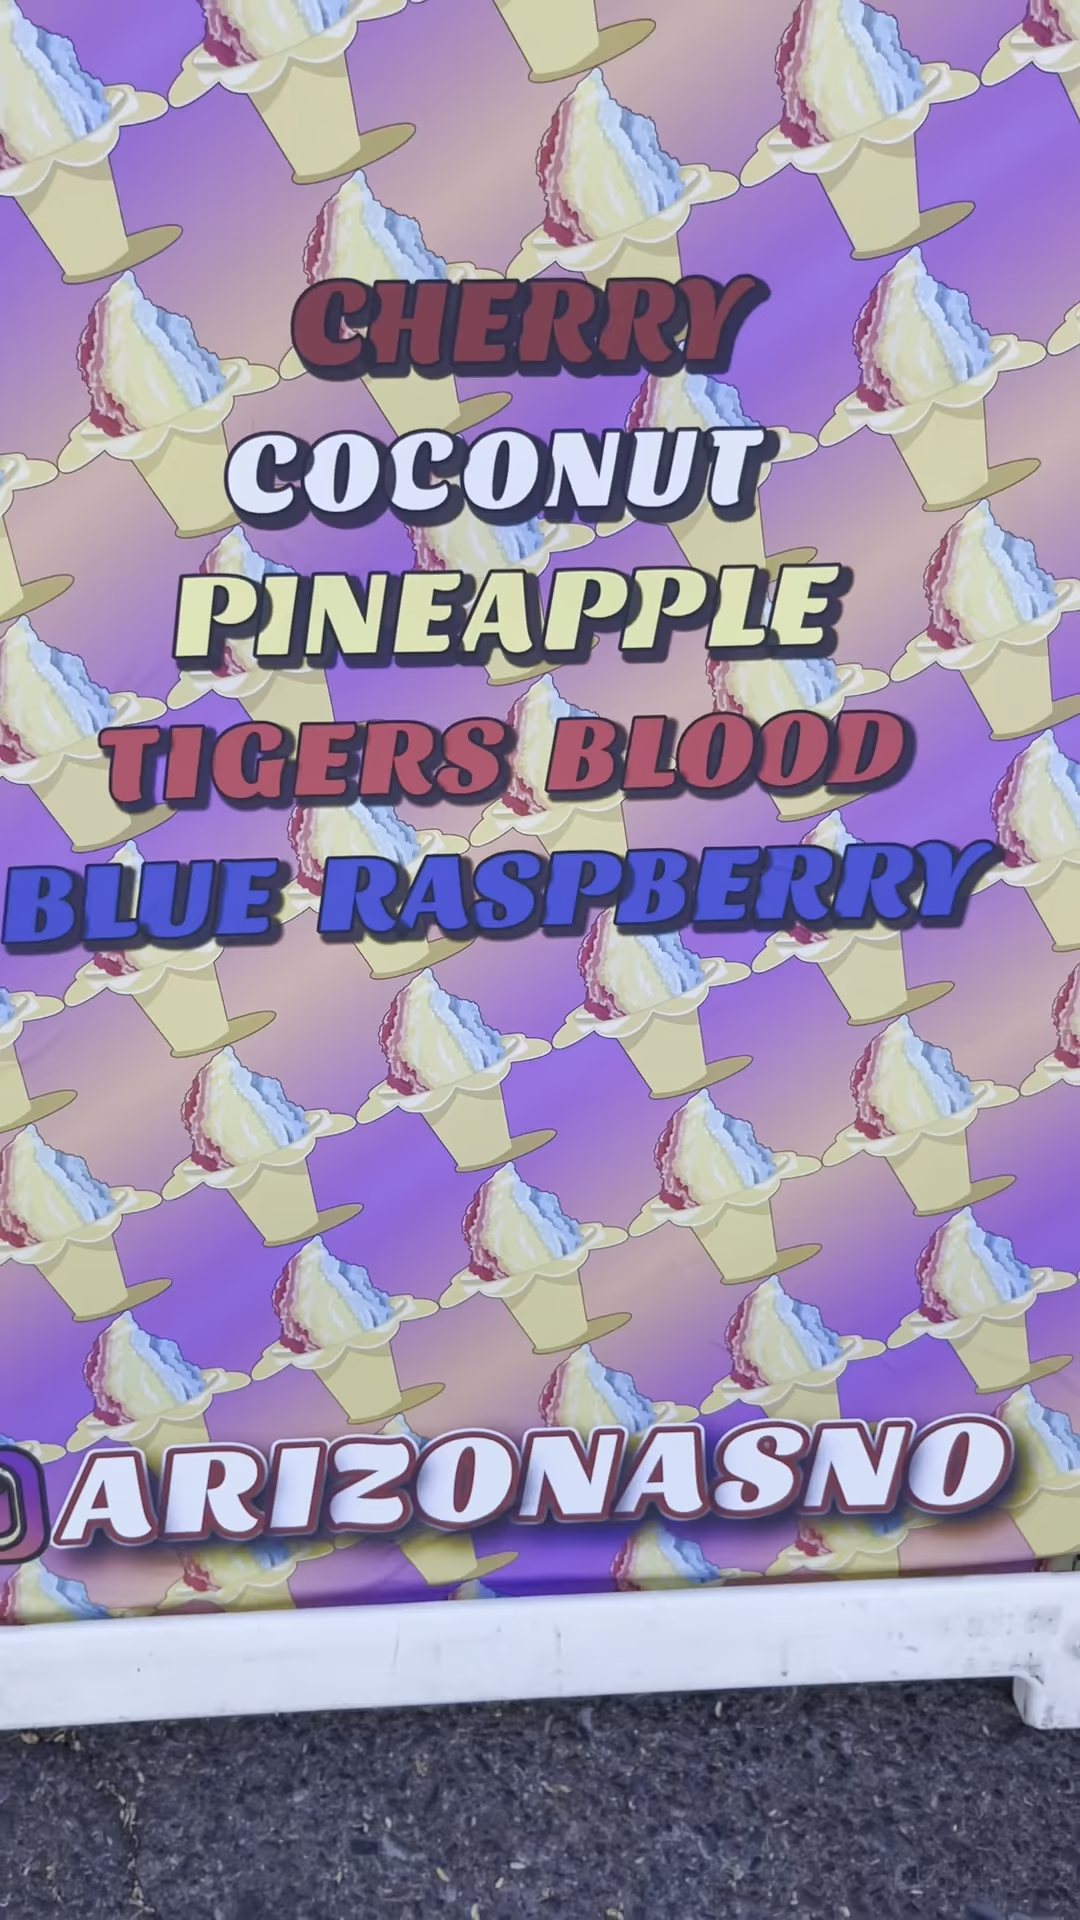 CHERRY
COCONUT
PINEAPPLE
TIGERS BLOOD
BLUE RASPBERRY
ARIZONASNO